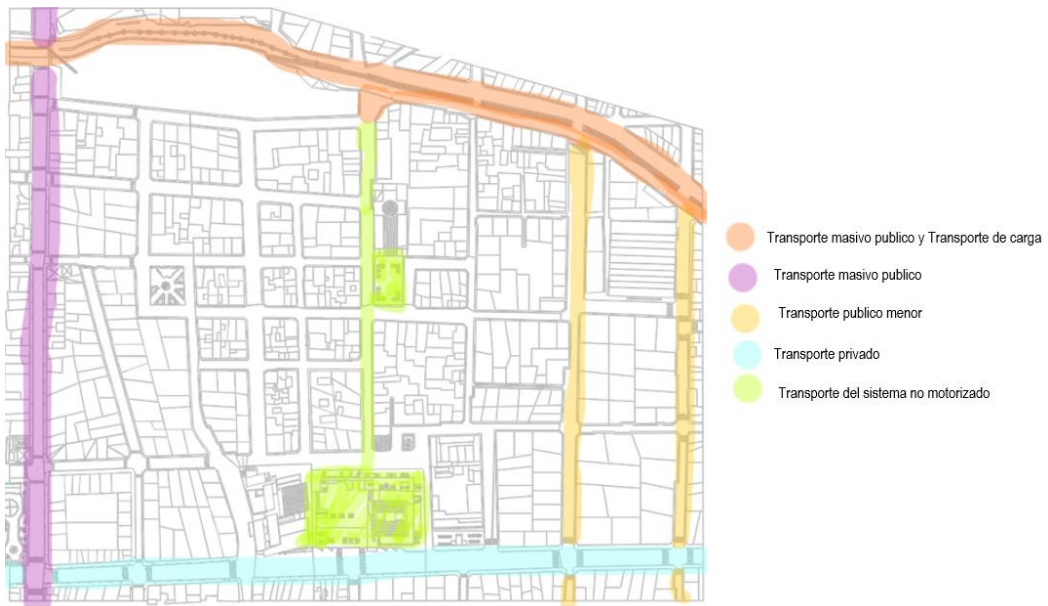 Transporte masivo publico y Transporte de carga
Transporte masivo publico
Transporte publico menor
Transporte privado
Transporte del sistema no motorizado